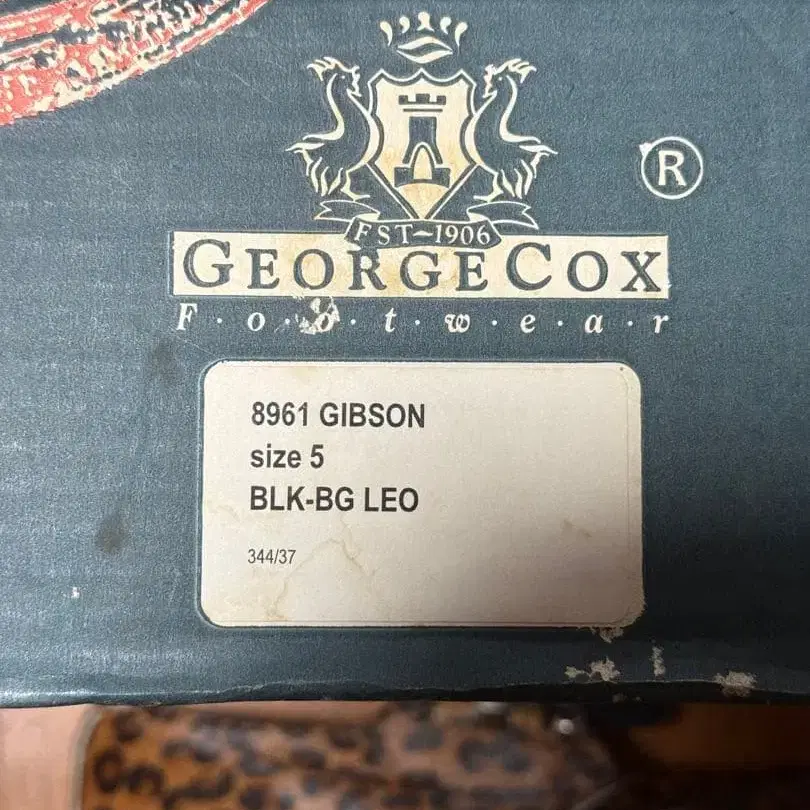 EST–1906
®
GEORGE COX
F·o·o·t·w·e·a·r
8961 GIBSON
size 5
BLK-BG LEO
344/37